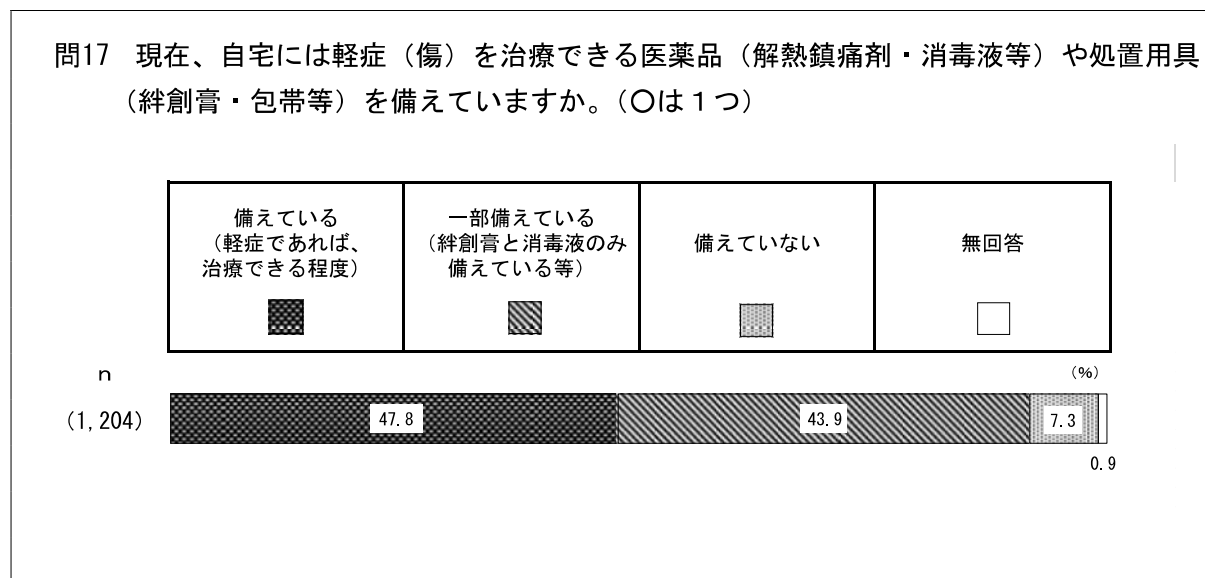 問17　現在、自宅には軽症（傷）を治療できる医薬品（解熱鎮痛剤・消毒液等）や処置用具
（絆創膏・包帯等）を備えていますか。（○は１つ）
備えている
（軽症であれば、
治療できる程度）
一部備えている
（絆創膏と消毒液のみ
備えている等）
備えていない
無回答
ｎ
（％）
(1,204)
47.8
43.9
7.3
0.9